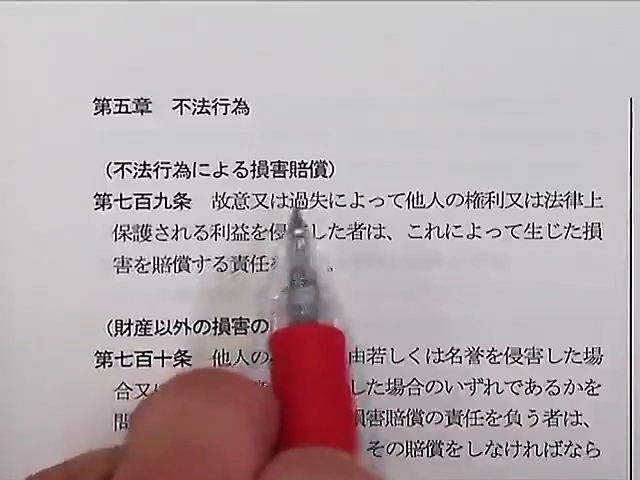 第五章 不法行為
(不法行為による損害賠償)
第七百九条 故意又は過失によって他人の権利又は法律上
保護される利益を侵 した者は、これによって生じた損
害を賠償する責任
(財産以外の損害の
第七百十条 他人の 由若しくは名誉を侵害した場
合又 した場合のいずれであるかを
問 損害賠償の責任を負う者は、
その賠償をしなければなら